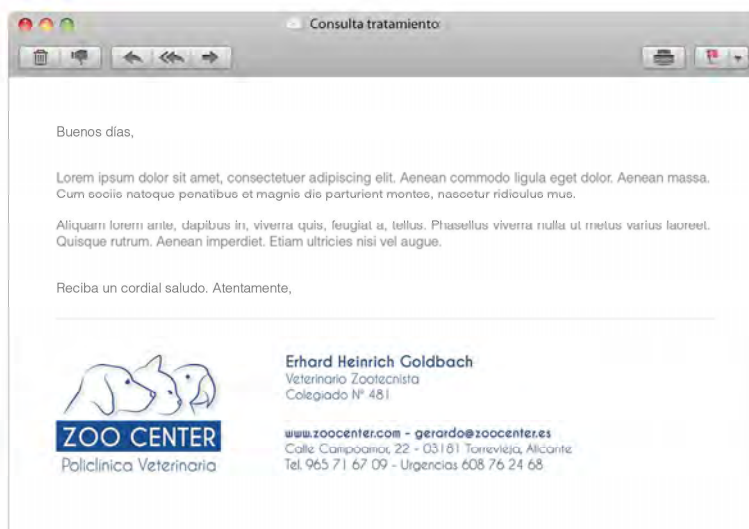 Consulta tratamiento
Buenos días,
Lorem ipsum dolor sit amet, consectetuer adipiscing elit. Aenean commodo ligula eget dolor. Aenean massa.
Cum sociis natoque penatibus et magnis dis parturient montes, nascetur ridiculus mus.
Aliquam lorem ante, dapibus in, viverra quis, feugiat a, tellus. Phasellus viverra nulla ut metus varius laoreet.
Quisque rutrum. Aenean imperdiet. Etiam ultricies nisi vel augue.
Reciba un cordial saludo. Atentamente,
ZOO CENTER
Policlinica Veterinaria
Erhard Heinrich Goldbach
Veterinario Zootecnista
Colegiado Nº 481
www.zoocenter.com - gerardo@zoocenter.es
Calle Campoamor, 22 - 03181 Torrevieja, Alicante
Tel. 965 71 67 09 - Urgencias 608 76 24 68